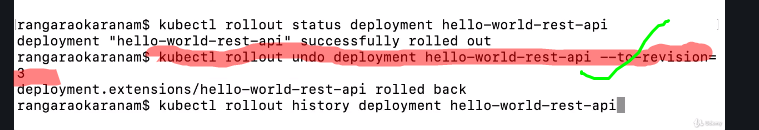 rangaraokaranam$ kubectl rollout status deployment hello-world-rest-api
deployment "hello-world-rest-api" successfully rolled out
rangaraokaranam$ kubectl rollout undo deployment hello-world-rest-api --to-revision=
3
deployment.extensions/hello-world-rest-api rolled back
rangaraokaranam$ kubectl rollout history deployment hello-world-rest-api